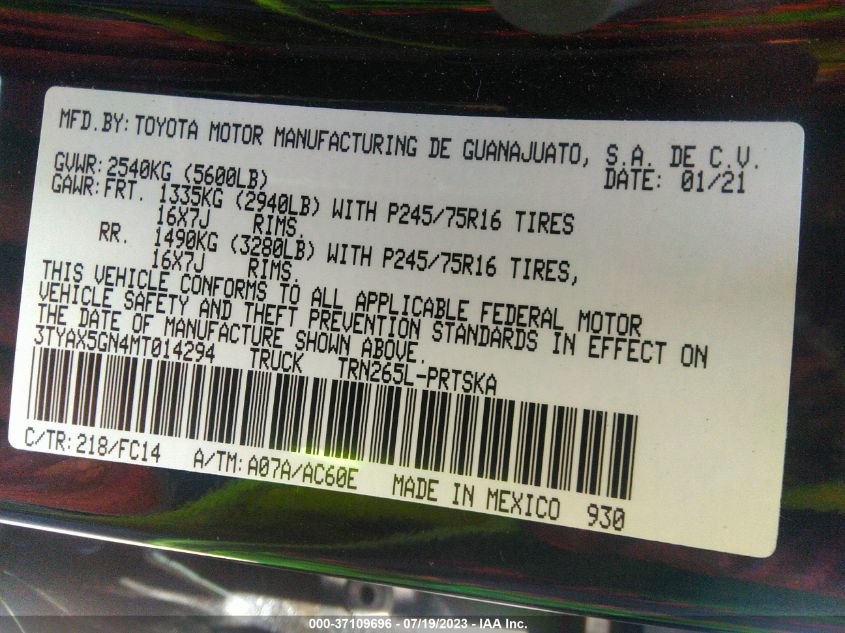 MFD.BY: TOYOTA MOTOR MANUFACTURING DE GUANAJUATO, S.A. DE C.V.
GVWR: 2540KG (5600LB) DATE: 01/21
GAWR: FRT. 1335KG (2940LB) WITH P245/75R16 TIRES
16X7J RIMS.
RR. 1490KG (3280LB) WITH P245/75R16 TIRES,
16X7J RIMS.
THIS VEHICLE CONFORMS TO ALL APPLICABLE FEDERAL MOTOR
VEHICLE SAFETY AND THEFT PREVENTION STANDARDS IN EFFECT ON
THE DATE OF MANUFACTURE SHOWN ABOVE.
3TYAX5GN4MT014294 TRUCK TRN265L-PRTSKA
C/TR: 218/FC14 A/TM: A07A/AC60E MADE IN MEXICO 930
000-37109696 - 07/19/2023 - IAA Inc.